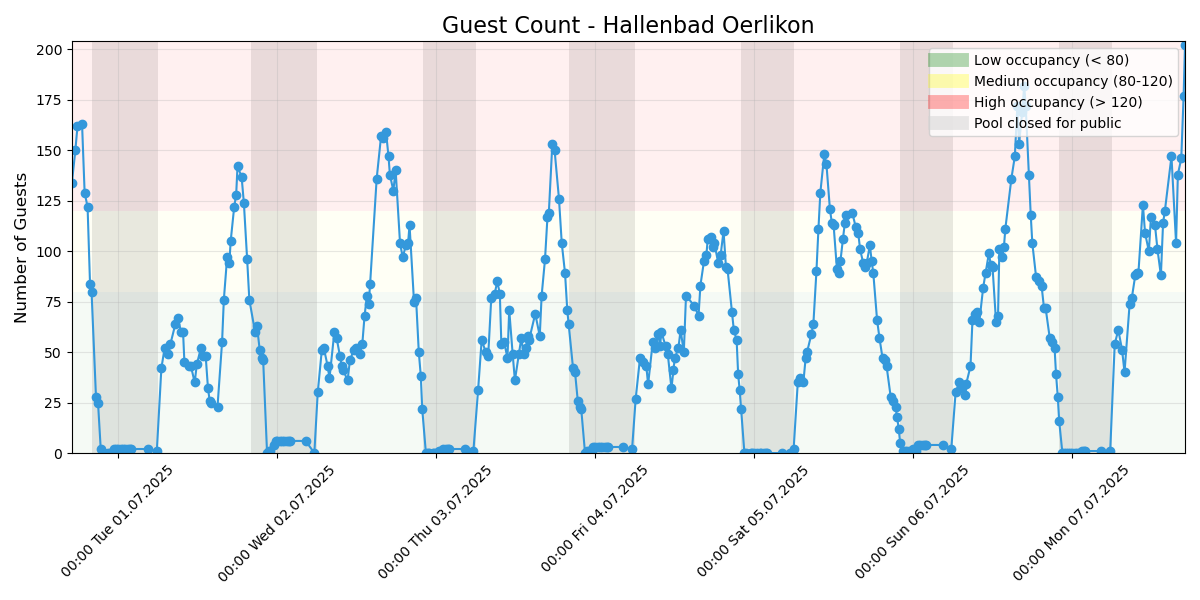 Guest Count - Hallenbad Oerlikon
Number of Guests
200
175
150
125
100
75
50
25
0
Low occupancy (< 80)
Medium occupancy (80-120)
High occupancy (> 120)
Pool closed for public
00:00 Tue 01.07.2025
00:00 Wed 02.07.2025
00:00 Thu 03.07.2025
00:00 Fri 04.07.2025
00:00 Sat 05.07.2025
00:00 Sun 06.07.2025
00:00 Mon 07.07.2025